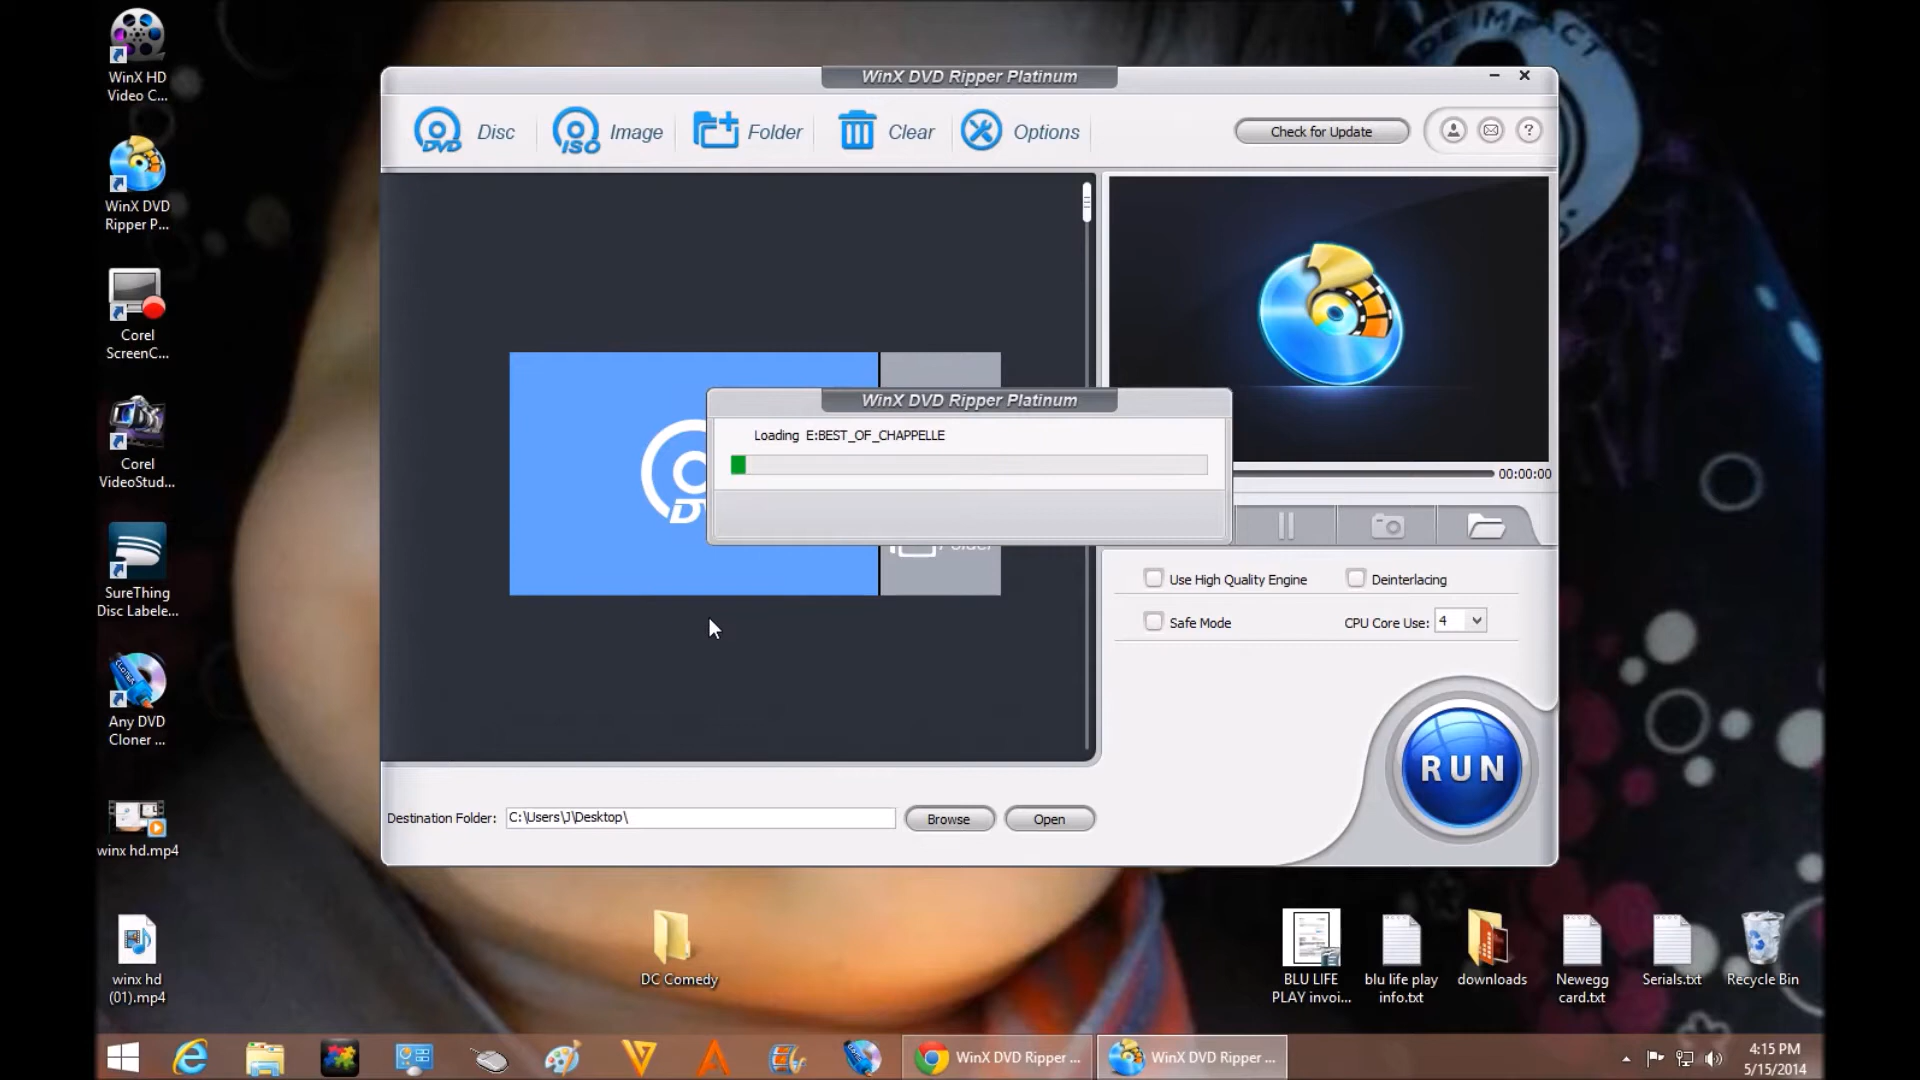 WinX HD
Video C...
WinX DVD
Ripper P...
Corel
ScreenC...
Corel
VideoStud...
SureThing
Disc Labele...
Any DVD
Cloner ...
winx hd.mp4
winx hd
(01).mp4
DE IMPACT
WinX DVD Ripper Platinum
DVD Disc
ISO Image
Folder
Clear
Options
Check for Update
?
WinX DVD Ripper Platinum
Loading E:BEST_OF_CHAPPELLE
00:00:00
Use High Quality Engine
Deinterlacing
Safe Mode
CPU Core Use: 4
RUN
Destination Folder: C:\Users\J\Desktop\
Browse
Open
DC Comedy
BLU LIFE
PLAY invoi...
blu life play
info.txt
downloads
Newegg
card.txt
Serials.txt
Recycle Bin
WinX DVD Ripper ...
WinX DVD Ripper ...
4:15 PM
5/15/2014